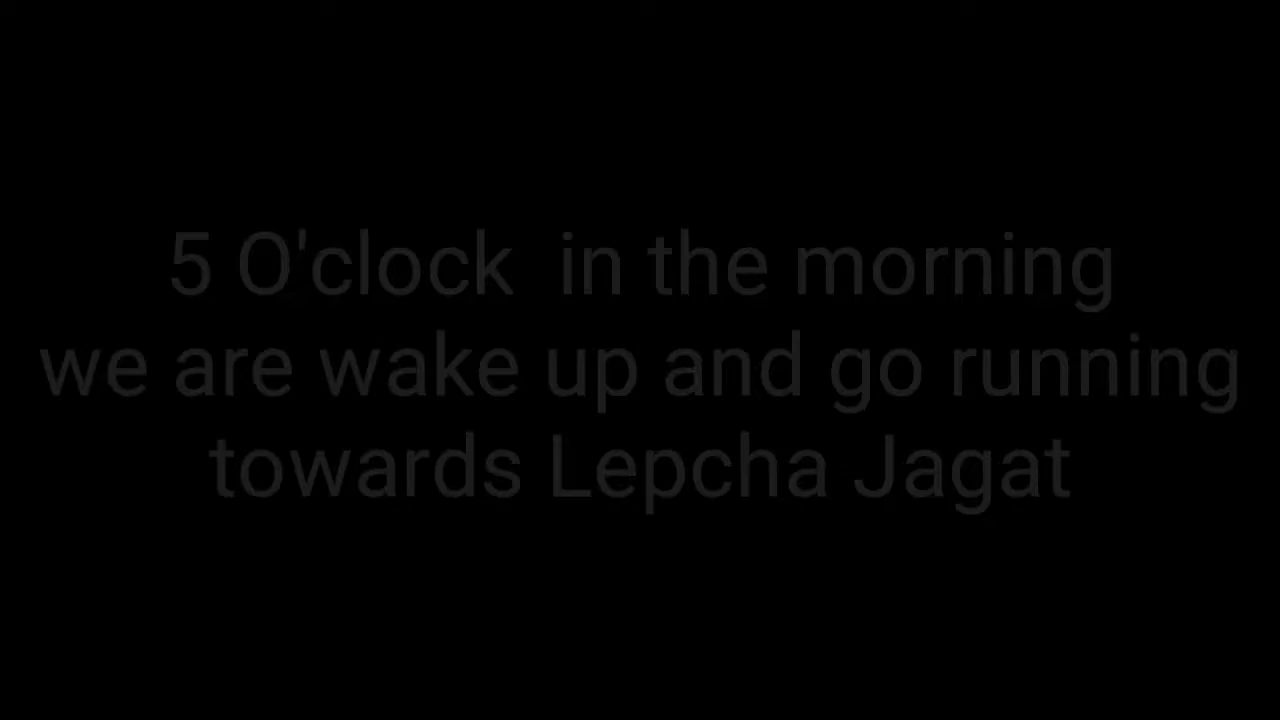 5 O'clock  in the morning
we are wake up and go running
towards Lepcha Jagat